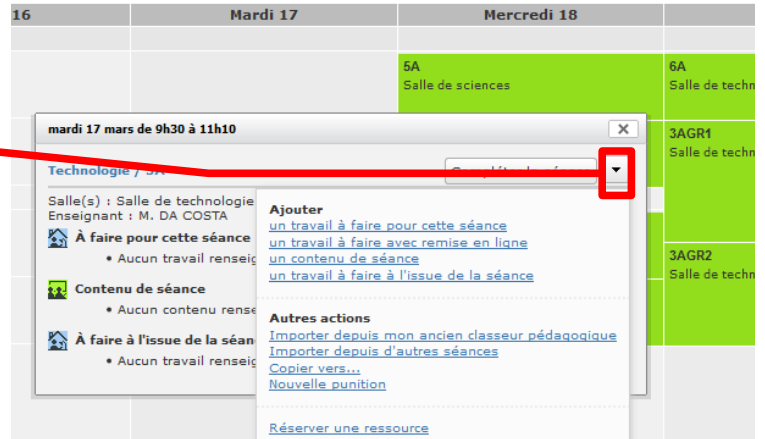 16 Mardi 17 Mercredi 18
5A
Salle de sciences
6A
Salle de techn
mardi 17 mars de 9h30 à 11h10
3AGR1
Salle de techn
Technologie /
Salle(s) : Salle de technologie
Enseignant : M. DA COSTA
À faire pour cette séance
• Aucun travail renseig
Contenu de séance
• Aucun contenu rense
À faire à l'issue de la séan
• Aucun travail renseig
Ajouter
un travail à faire pour cette séance
un travail à faire avec remise en ligne
un contenu de séance
un travail à faire à l'issue de la séance
Autres actions
Importer depuis mon ancien classeur pédagogique
Importer depuis d'autres séances
Copier vers...
Nouvelle punition
Réserver une ressource
3AGR2
Salle de techn